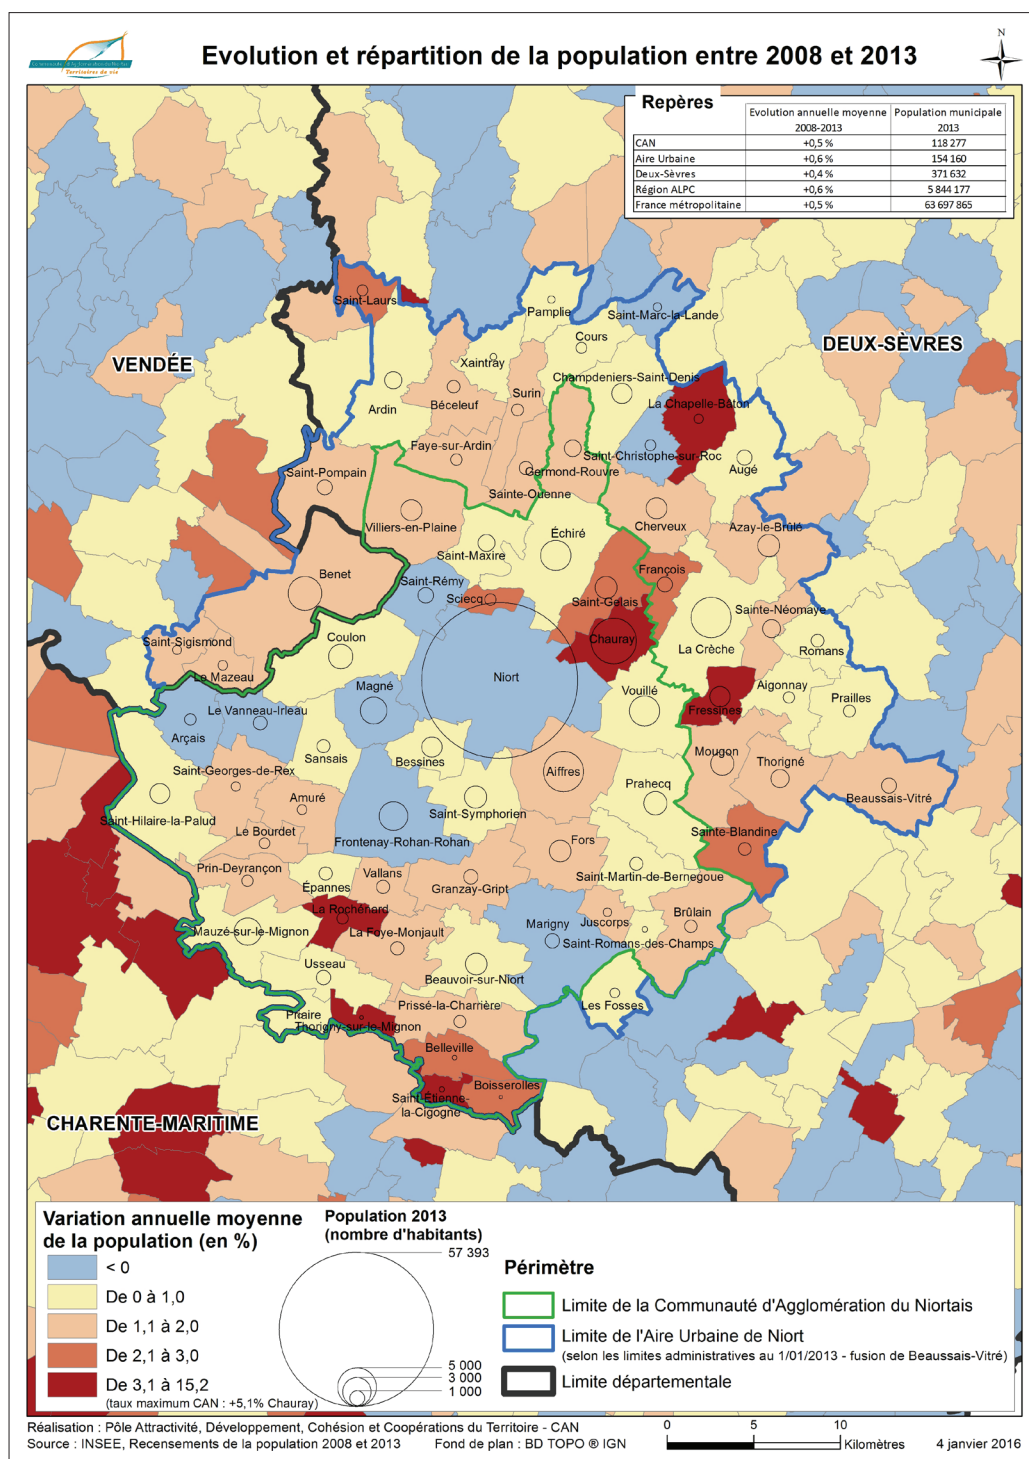 Communauté d'Agglomération du Niortais
Territoires de vie
Evolution et répartition de la population entre 2008 et 2013
N
Repères
Evolution annuelle moyenne 2008-2013
Population municipale 2013
CAN +0,5 % 118 277
Aire Urbaine +0,6 % 154 160
Deux-Sèvres +0,4 % 371 632
Région ALPC +0,6 % 5 844 177
France métropolitaine +0,5 % 63 697 865
VENDÉE
DEUX-SÈVRES
CHARENTE-MARITIME
Saint-Laurs
Pamplie
Saint-Marc-la-Lande
Cours
Xaintray
Champdeniers-Saint-Denis
Ardin
Béceleuf
Surin
La Chapelle-Bâton
Faye-sur-Ardin
Saint-Christophe-sur-Roc
Augé
Germond-Rouvre
Saint-Pompain
Sainte-Ouenne
Villiers-en-Plaine
Cherveux
Azay-le-Brûlé
Échiré
Saint-Maxire
François
Benet
Saint-Rémy
Sciecq
Saint-Gelais
Sainte-Néomaye
Saint-Sigismond
Coulon
Chauray
La Crèche
Romans
Le Mazeau
Niort
Magné
Vouillé
Aigonnay
Prailles
Le Vanneau-Irleau
Fressines
Arçais
Sansais
Bessines
Mougon
Thorigné
Saint-Georges-de-Rex
Aiffres
Prahecq
Beaussais-Vitré
Amuré
Saint-Hilaire-la-Palud
Saint-Symphorien
Le Bourdet
Frontenay-Rohan-Rohan
Fors
Sainte-Blandine
Prin-Deyrançon
Épannes
Vallans
Granzay-Gript
Saint-Martin-de-Bernegoue
La Rochénard
Marigny
Juscorps
Brûlain
Mauzé-sur-le-Mignon
La Foye-Monjault
Saint-Romans-des-Champs
Usseau
Beauvoir-sur-Niort
Les Fosses
Priaire
Thorigny-sur-le-Mignon
Prissé-la-Charrière
Belleville
Boisserolles
Saint-Étienne-
la-Cigogne
Variation annuelle moyenne
de la population (en %)
< 0
De 0 à 1,0
De 1,1 à 2,0
De 2,1 à 3,0
De 3,1 à 15,2
(taux maximum CAN : +5,1% Chauray)
Population 2013
(nombre d'habitants)
57 393
5 000
3 000
1 000
Périmètre
Limite de la Communauté d'Agglomération du Niortais
Limite de l'Aire Urbaine de Niort
(selon les limites administratives au 1/01/2013 - fusion de Beaussais-Vitré)
Limite départementale
Réalisation : Pôle Attractivité, Développement, Cohésion et Coopérations du Territoire - CAN
Source : INSEE, Recensements de la population 2008 et 2013 Fond de plan : BD TOPO ® IGN
0 5 10
Kilomètres
4 janvier 2016